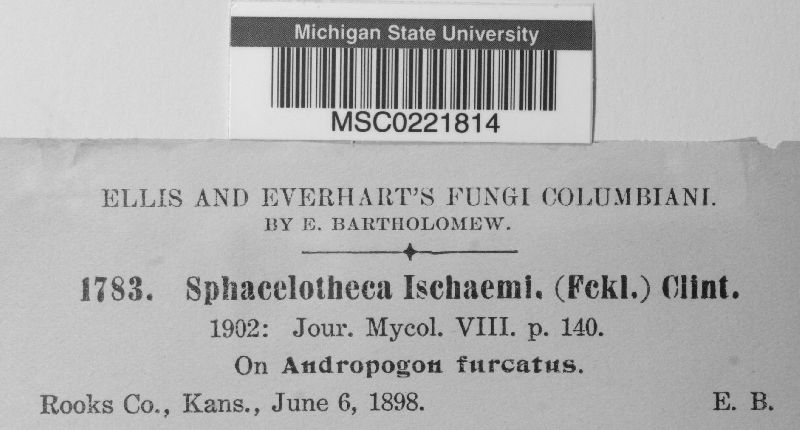 Michigan State University
MSC0221814
ELLIS AND EVERHART'S FUNGI COLUMBIANI.
BY E. BARTHOLOMEW.
1783. Sphacelotheca Ischaemi. (Fckl.) Clint.
1902: Jour. Mycol. VIII. p. 140.
On Andropogon furcatus.
Rooks Co., Kans., June 6, 1898. E. B.